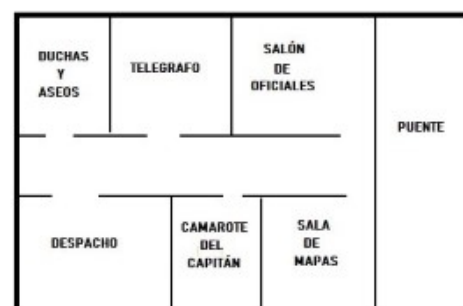 DUCHAS
Y
ASEOS
TELEGRAFO
SALÓN
DE
OFICIALES
PUENTE
DESPACHO
CAMAROTE
DEL
CAPITÁN
SALA
DE
MAPAS